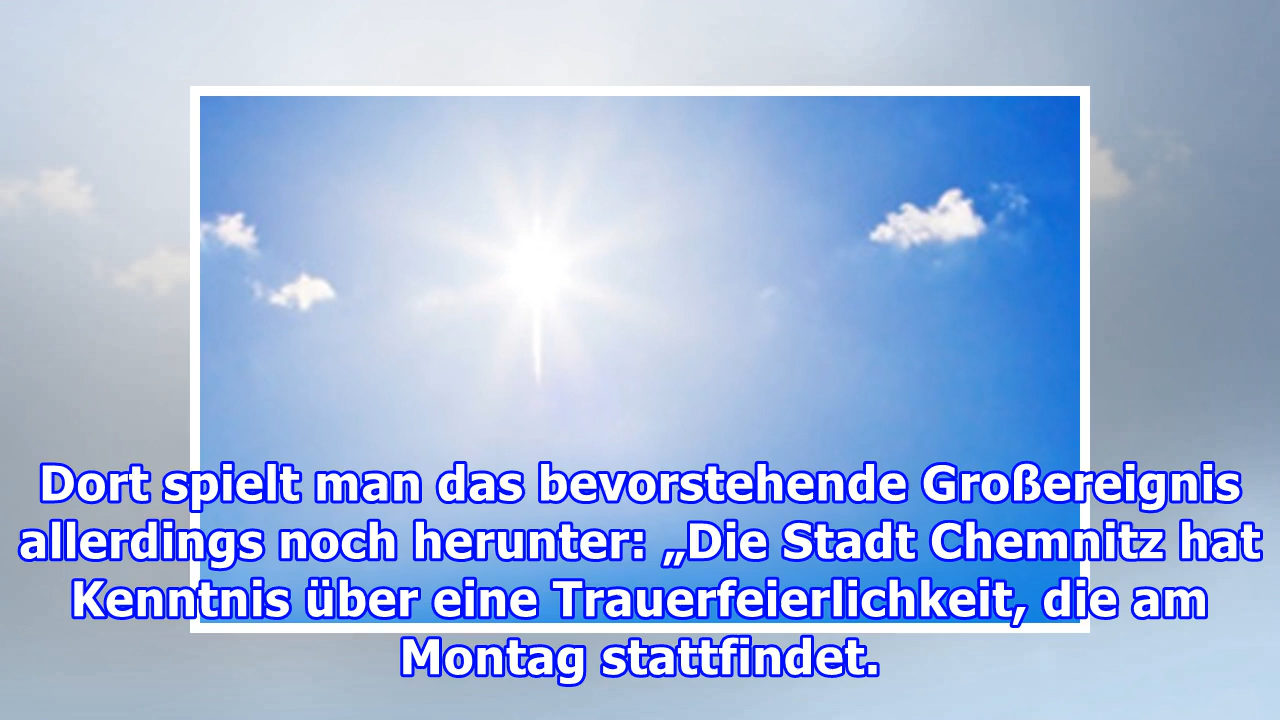 Dort spielt man das bevorstehende Großereignis
allerdings noch herunter: „Die Stadt Chemnitz hat
Kenntnis über eine Trauerfeierlichkeit, die am
Montag stattfindet.